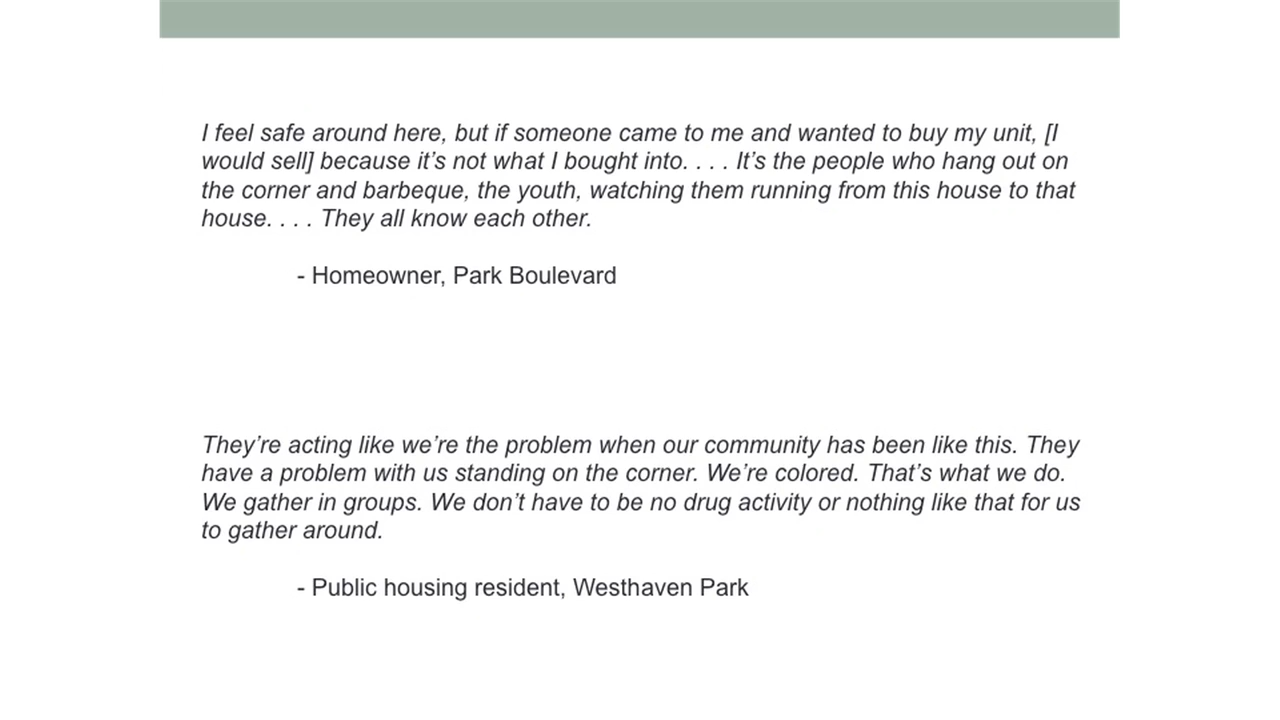 I feel safe around here, but if someone came to me and wanted to buy my unit, [I
would sell] because it’s not what I bought into. . . . It’s the people who hang out on
the corner and barbeque, the youth, watching them running from this house to that
house. . . . They all know each other.
- Homeowner, Park Boulevard
They’re acting like we’re the problem when our community has been like this. They
have a problem with us standing on the corner. We’re colored. That’s what we do.
We gather in groups. We don’t have to be no drug activity or nothing like that for us
to gather around.
- Public housing resident, Westhaven Park